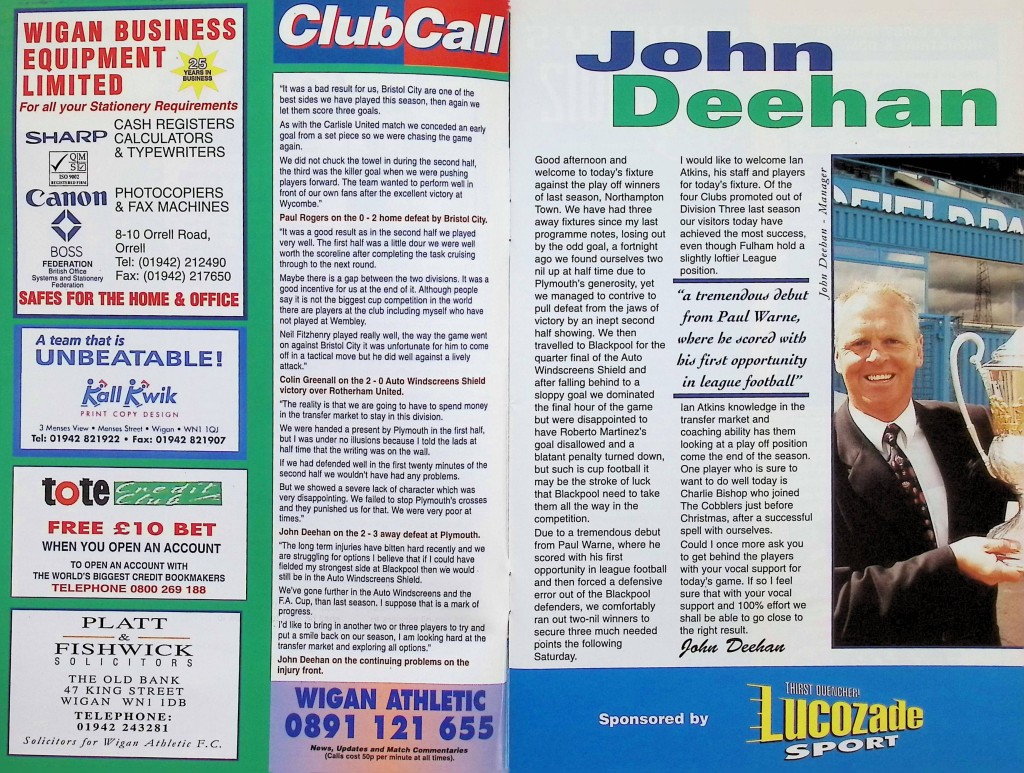 WIGAN BUSINESS
EQUIPMENT
LIMITED
25
YEARS IN
BUSINESS
For all your Stationery Requirements
SHARP
CASH REGISTERS
CALCULATORS
& TYPEWRITERS
ISO 9002
REGISTERED FIRM
Canon
PHOTOCOPIERS
& FAX MACHINES
BOSS
FEDERATION
British Office
Systems and Stationery
Federation
8-10 Orrell Road,
Orrell
Tel: (01942) 212490
Fax: (01942) 217650
SAFES FOR THE HOME & OFFICE
A team that is
UNBEATABLE!
Kall Kwik
PRINT COPY DESIGN
3 Menses View • Menses Street • Wigan • WN1 1QJ
Tel: 01942 821922 • Fax: 01942 821907
tote Credit
Club
FREE £10 BET
WHEN YOU OPEN AN ACCOUNT
TO OPEN AN ACCOUNT WITH
THE WORLD'S BIGGEST CREDIT BOOKMAKERS
TELEPHONE 0800 269 188
PLATT
&
FISHWICK
SOLICITORS
THE OLD BANK
47 KING STREET
WIGAN WN1 1DB
TELEPHONE:
01942 243281
Solicitors for Wigan Athletic F.C.
ClubCall
"It was a bad result for us, Bristol City are one of the
best sides we have played this season, then again we
let them score three goals.
As with the Carlisle United match we conceded an early
goal from a set piece so we were chasing the game
again.
We did not chuck the towel in during the second half,
the third was the killer goal when we were pushing
players forward. The team wanted to perform well in
front of our own fans after the excellent victory at
Wycombe."
Paul Rogers on the 0 - 2 home defeat by Bristol City.
"It was a good result as in the second half we played
very well. The first half was a little dour we were well
worth the scoreline after completing the task cruising
through to the next round.
Maybe there is a gap between the two divisions. It was a
good incentive for us at the end of it. Although people
say it is not the biggest cup competition in the world
there are players at the club including myself who have
not played at Wembley.
Neil Fitzhenry played really well, the way the game went
on against Bristol City it was unfortunate for him to come
off in a tactical move but he did well against a lively
attack."
Colin Greenall on the 2 - 0 Auto Windscreens Shield
victory over Rotherham United.
"The reality is that we are going to have to spend money
in the transfer market to stay in this division.
We were handed a present by Plymouth in the first half,
but I was under no illusions because I told the lads at
half time that the writing was on the wall.
If we had defended well in the first twenty minutes of the
second half we wouldn't have had any problems.
But we showed a severe lack of character which was
very disappointing. We failed to stop Plymouth's crosses
and they punished us for that. We were very poor at
times."
John Deehan on the 2 - 3 away defeat at Plymouth.
"The long term injuries have bitten hard recently and we
are struggling for options I believe that if I could have
fielded my strongest side at Blackpool then we would
still be in the Auto Windscreens Shield.
We've gone further in the Auto Windscreens and the
F.A. Cup, than last season. I suppose that is a mark of
progress.
I'd like to bring in another two or three players to try and
put a smile back on our season, I am looking hard at the
transfer market and exploring all options."
John Deehan on the continuing problems on the
injury front.
WIGAN ATHLETIC
0891 121 655
News, Updates and Match Commentaries
(Calls cost 50p per minute at all times).
John
Deehan
Good afternoon and
welcome to today's fixture
against the play off winners
of last season, Northampton
Town. We have had three
away fixtures since my last
programme notes, losing out
by the odd goal, a fortnight
ago we found ourselves two
nil up at half time due to
Plymouth's generosity, yet
we managed to contrive to
pull defeat from the jaws of
victory by an inept second
half showing. We then
travelled to Blackpool for the
quarter final of the Auto
Windscreens Shield and
after falling behind to a
sloppy goal we dominated
the final hour of the game
but were disappointed to
have Roberto Martinez's
goal disallowed and a
blatant penalty turned down,
but such is cup football it
may be the stroke of luck
that Blackpool need to take
them all the way in the
competition.
Due to a tremendous debut
from Paul Warne, where he
scored with his first
opportunity in league football
and then forced a defensive
error out of the Blackpool
defenders, we comfortably
ran out two-nil winners to
secure three much needed
points the following
Saturday.
I would like to welcome Ian
Atkins, his staff and players
for today's fixture. Of the
four Clubs promoted out of
Division Three last season
our visitors today have
achieved the most success,
even though Fulham hold a
slightly loftier League
position.
"a tremendous debut
from Paul Warne,
where he scored with
his first opportunity
in league football"
Ian Atkins knowledge in the
transfer market and
coaching ability has them
looking at a play off position
come the end of the season.
One player who is sure to
want to do well today is
Charlie Bishop who joined
The Cobblers just before
Christmas, after a successful
spell with ourselves.
Could I once more ask you
to get behind the players
with your vocal support for
today's game. If so I feel
sure that with your vocal
support and 100% effort we
shall be able to go close to
the right result.
John Deehan
John Deehan - Manager
Sponsored by
THIRST QUENCHER!
LUCOZADE
SPORT